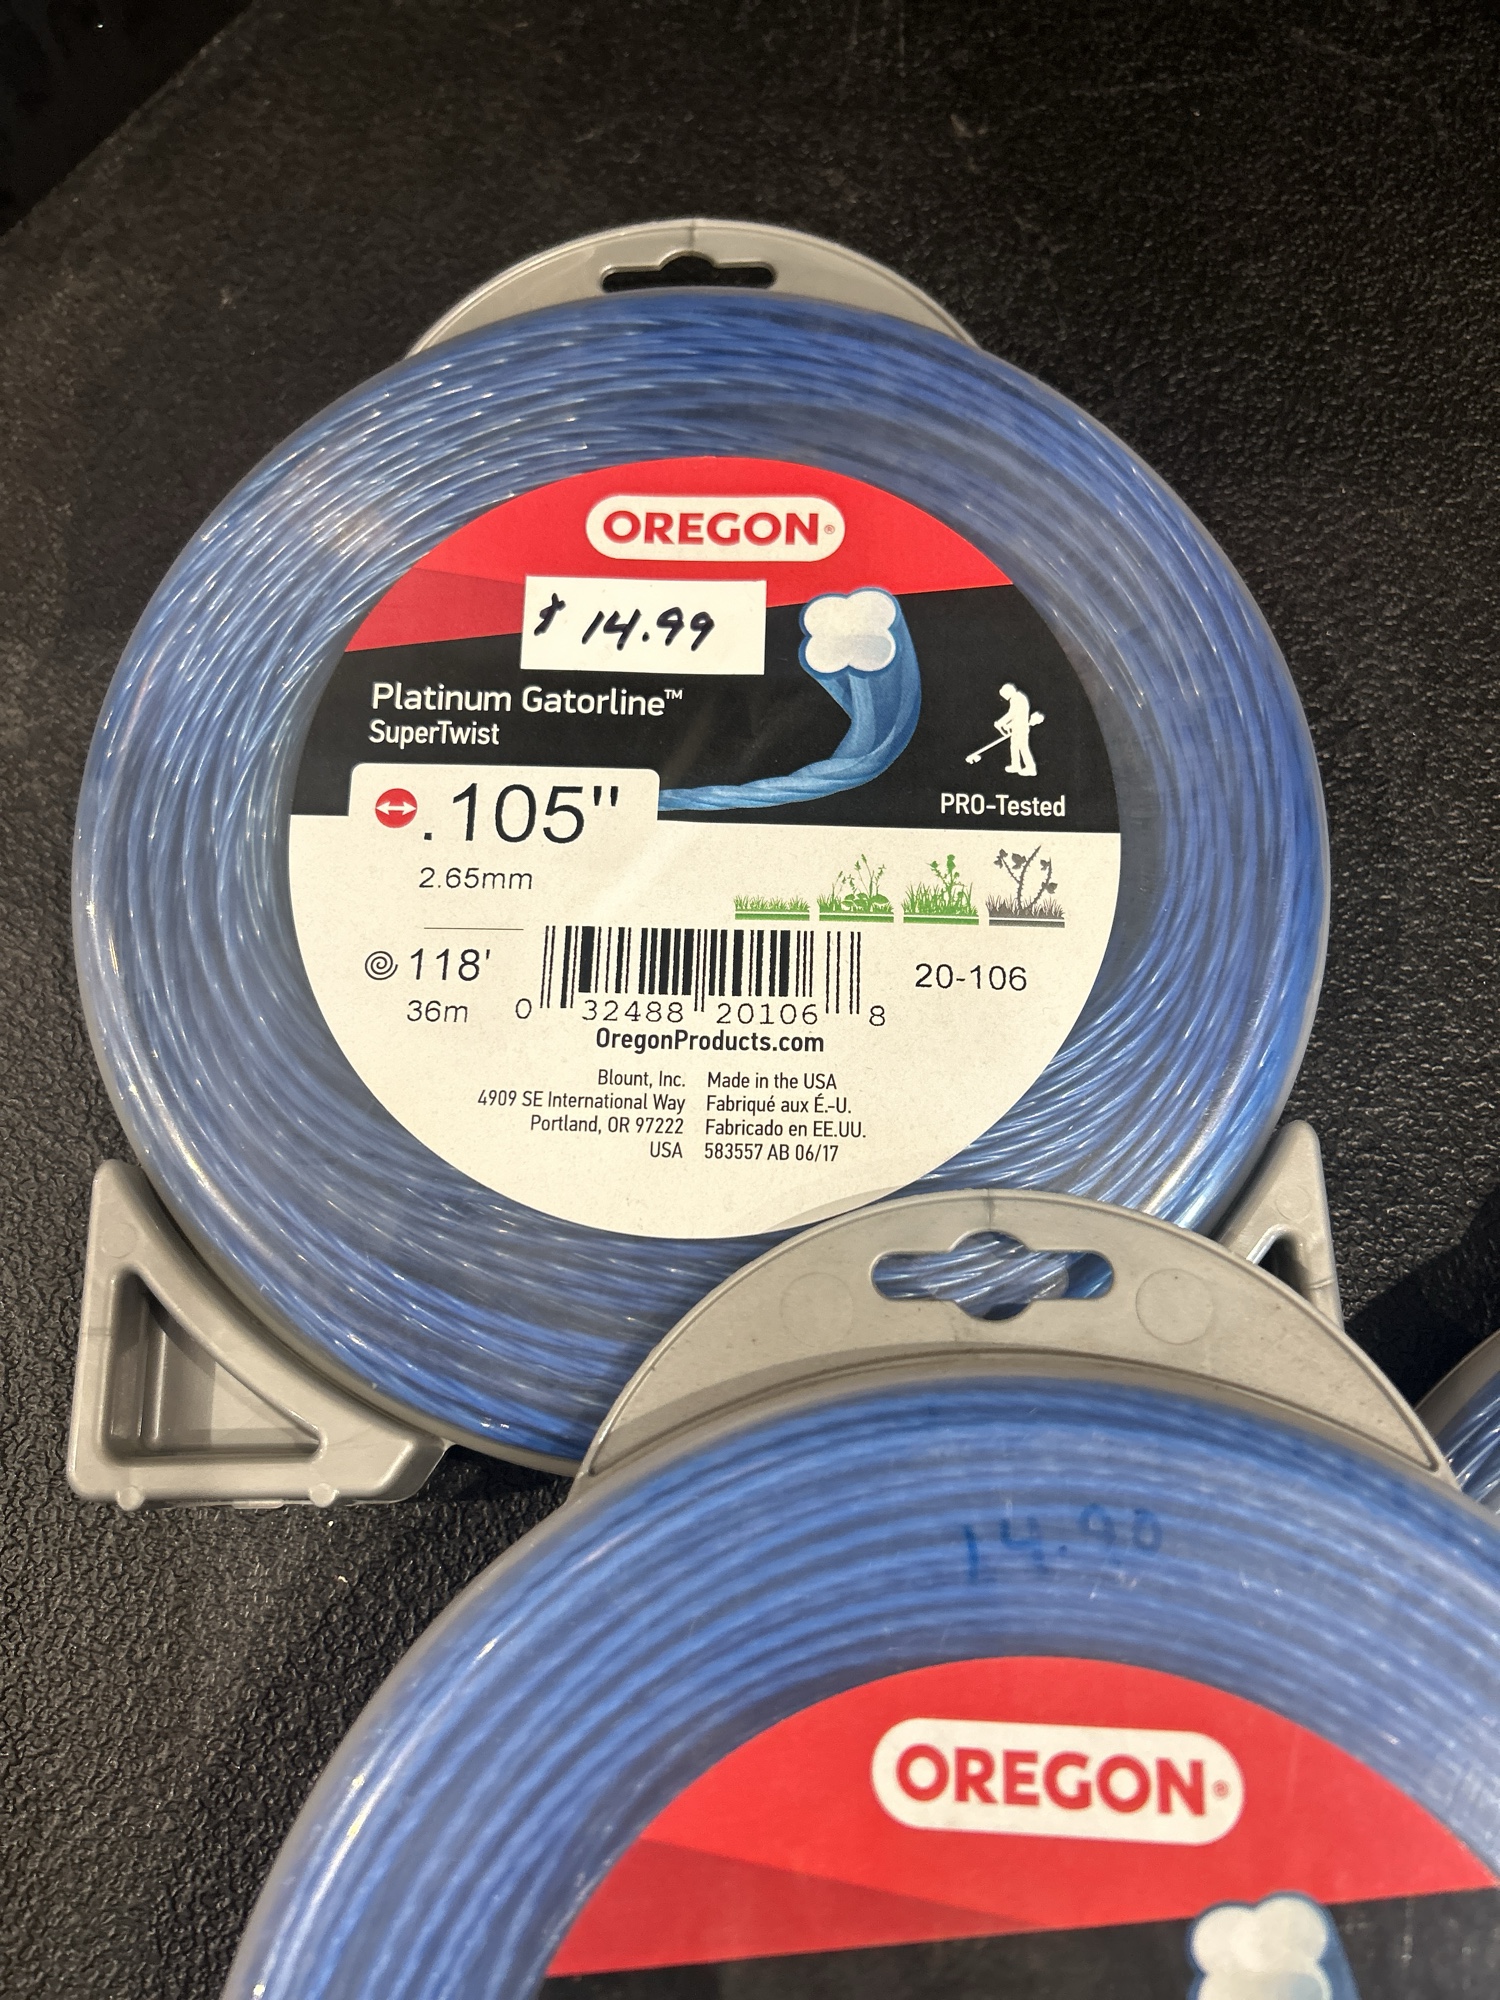 OREGON®
$ 14.99
Platinum Gatorline™
SuperTwist
.105"
2.65mm
PRO-Tested
118'
36m
0 32488 20106 8
20-106
OregonProducts.com
Blount, Inc.
4909 SE International Way
Portland, OR 97222
USA
Made in the USA
Fabriqué aux É.-U.
Fabricado en EE.UU.
583557 AB 06/17
OREGON®